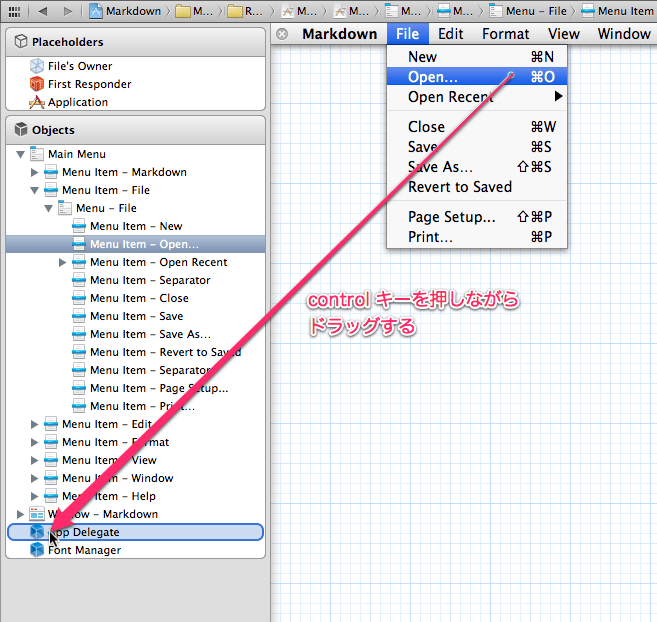 Markdown M... R... M... M... M... M... Menu – File Menu Item
Placeholders
File's Owner
First Responder
Application
Objects
Main Menu
Menu Item – Markdown
Menu Item – File
Menu – File
Menu Item – New
Menu Item – Open...
Menu Item – Open Recent
Menu Item – Separator
Menu Item – Close
Menu Item – Save
Menu Item – Save As...
Menu Item – Revert to Saved
Menu Item – Separator
Menu Item – Page Setup...
Menu Item – Print...
Menu Item – Edit
Menu Item – Format
Menu Item – View
Menu Item – Window
Menu Item – Help
Window – Markdown
App Delegate
Font Manager
Markdown File Edit Format View Window
New ⌘N
Open... ⌘O
Open Recent ▶
Close ⌘W
Save ⌘S
Save As... ⇧⌘S
Revert to Saved
Page Setup... ⇧⌘P
Print... ⌘P
control キーを押しながら
ドラッグする